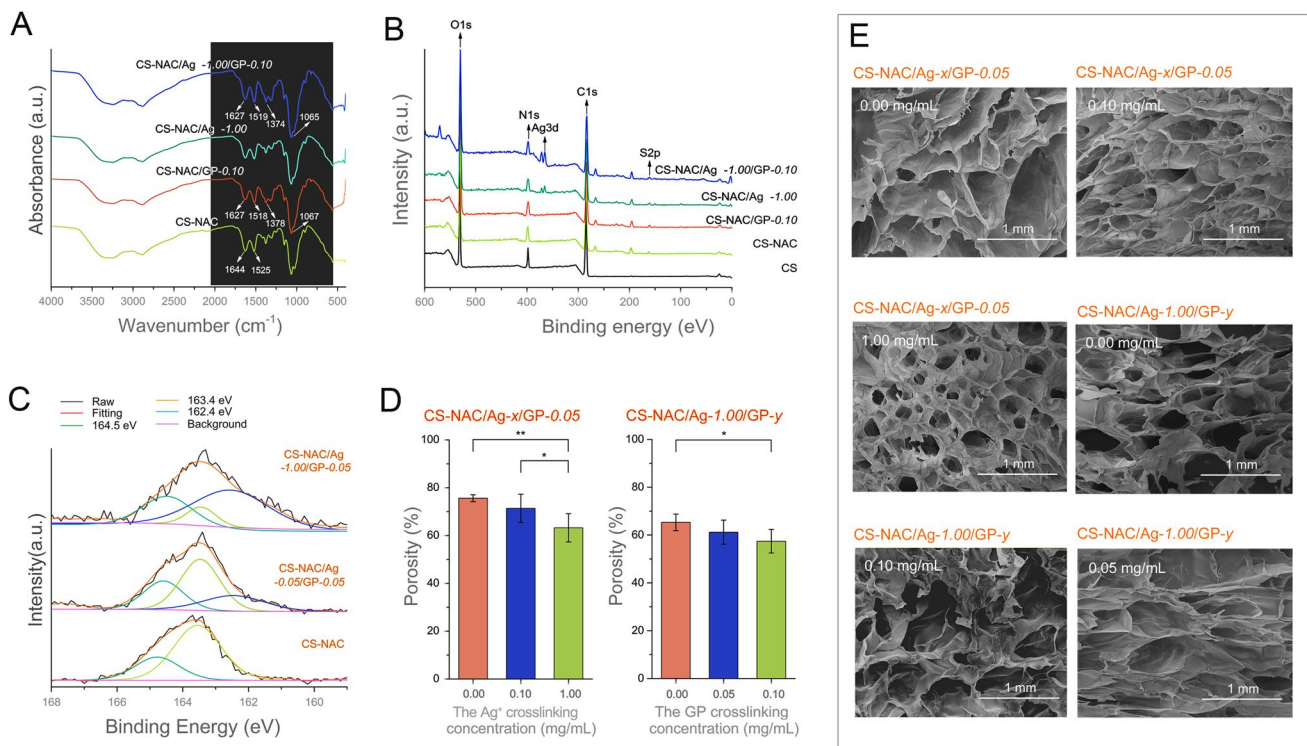 A
CS-NAC/Ag -1.00/GP-0.10
1627
1519
1374
1065
CS-NAC/Ag -1.00
CS-NAC/GP-0.10
1627
1518
1378
1067
CS-NAC
1644
1525
Absorbance (a.u.)
4000 3500 3000 2500 2000 1500 1000 500
Wavenumber (cm-1)
B
O1s
C1s
N1s
Ag3d
S2p
CS-NAC/Ag -1.00/GP-0.10
CS-NAC/Ag -1.00
CS-NAC/GP-0.10
CS-NAC
CS
Intensity (a.u.)
600 500 400 300 200 100 0
Binding energy (eV)
C
Raw
Fitting
164.5 eV
163.4 eV
162.4 eV
Background
CS-NAC/Ag
-1.00/GP-0.05
CS-NAC/Ag
-0.05/GP-0.05
CS-NAC
Intensity(a.u.)
168 166 164 162 160
Binding Energy (eV)
D
CS-NAC/Ag-x/GP-0.05
**
*
Porosity (%)
100
80
60
40
20
0
0.00 0.10 1.00
The Ag+ crosslinking
concentration (mg/mL)
CS-NAC/Ag-1.00/GP-y
*
Porosity (%)
100
80
60
40
20
0
0.00 0.05 0.10
The GP crosslinking
concentration (mg/mL)
E
CS-NAC/Ag-x/GP-0.05
0.00 mg/mL
1 mm
CS-NAC/Ag-x/GP-0.05
0.10 mg/mL
1 mm
CS-NAC/Ag-x/GP-0.05
1.00 mg/mL
1 mm
CS-NAC/Ag-1.00/GP-y
0.00 mg/mL
1 mm
CS-NAC/Ag-1.00/GP-y
0.10 mg/mL
1 mm
CS-NAC/Ag-1.00/GP-y
0.05 mg/mL
1 mm